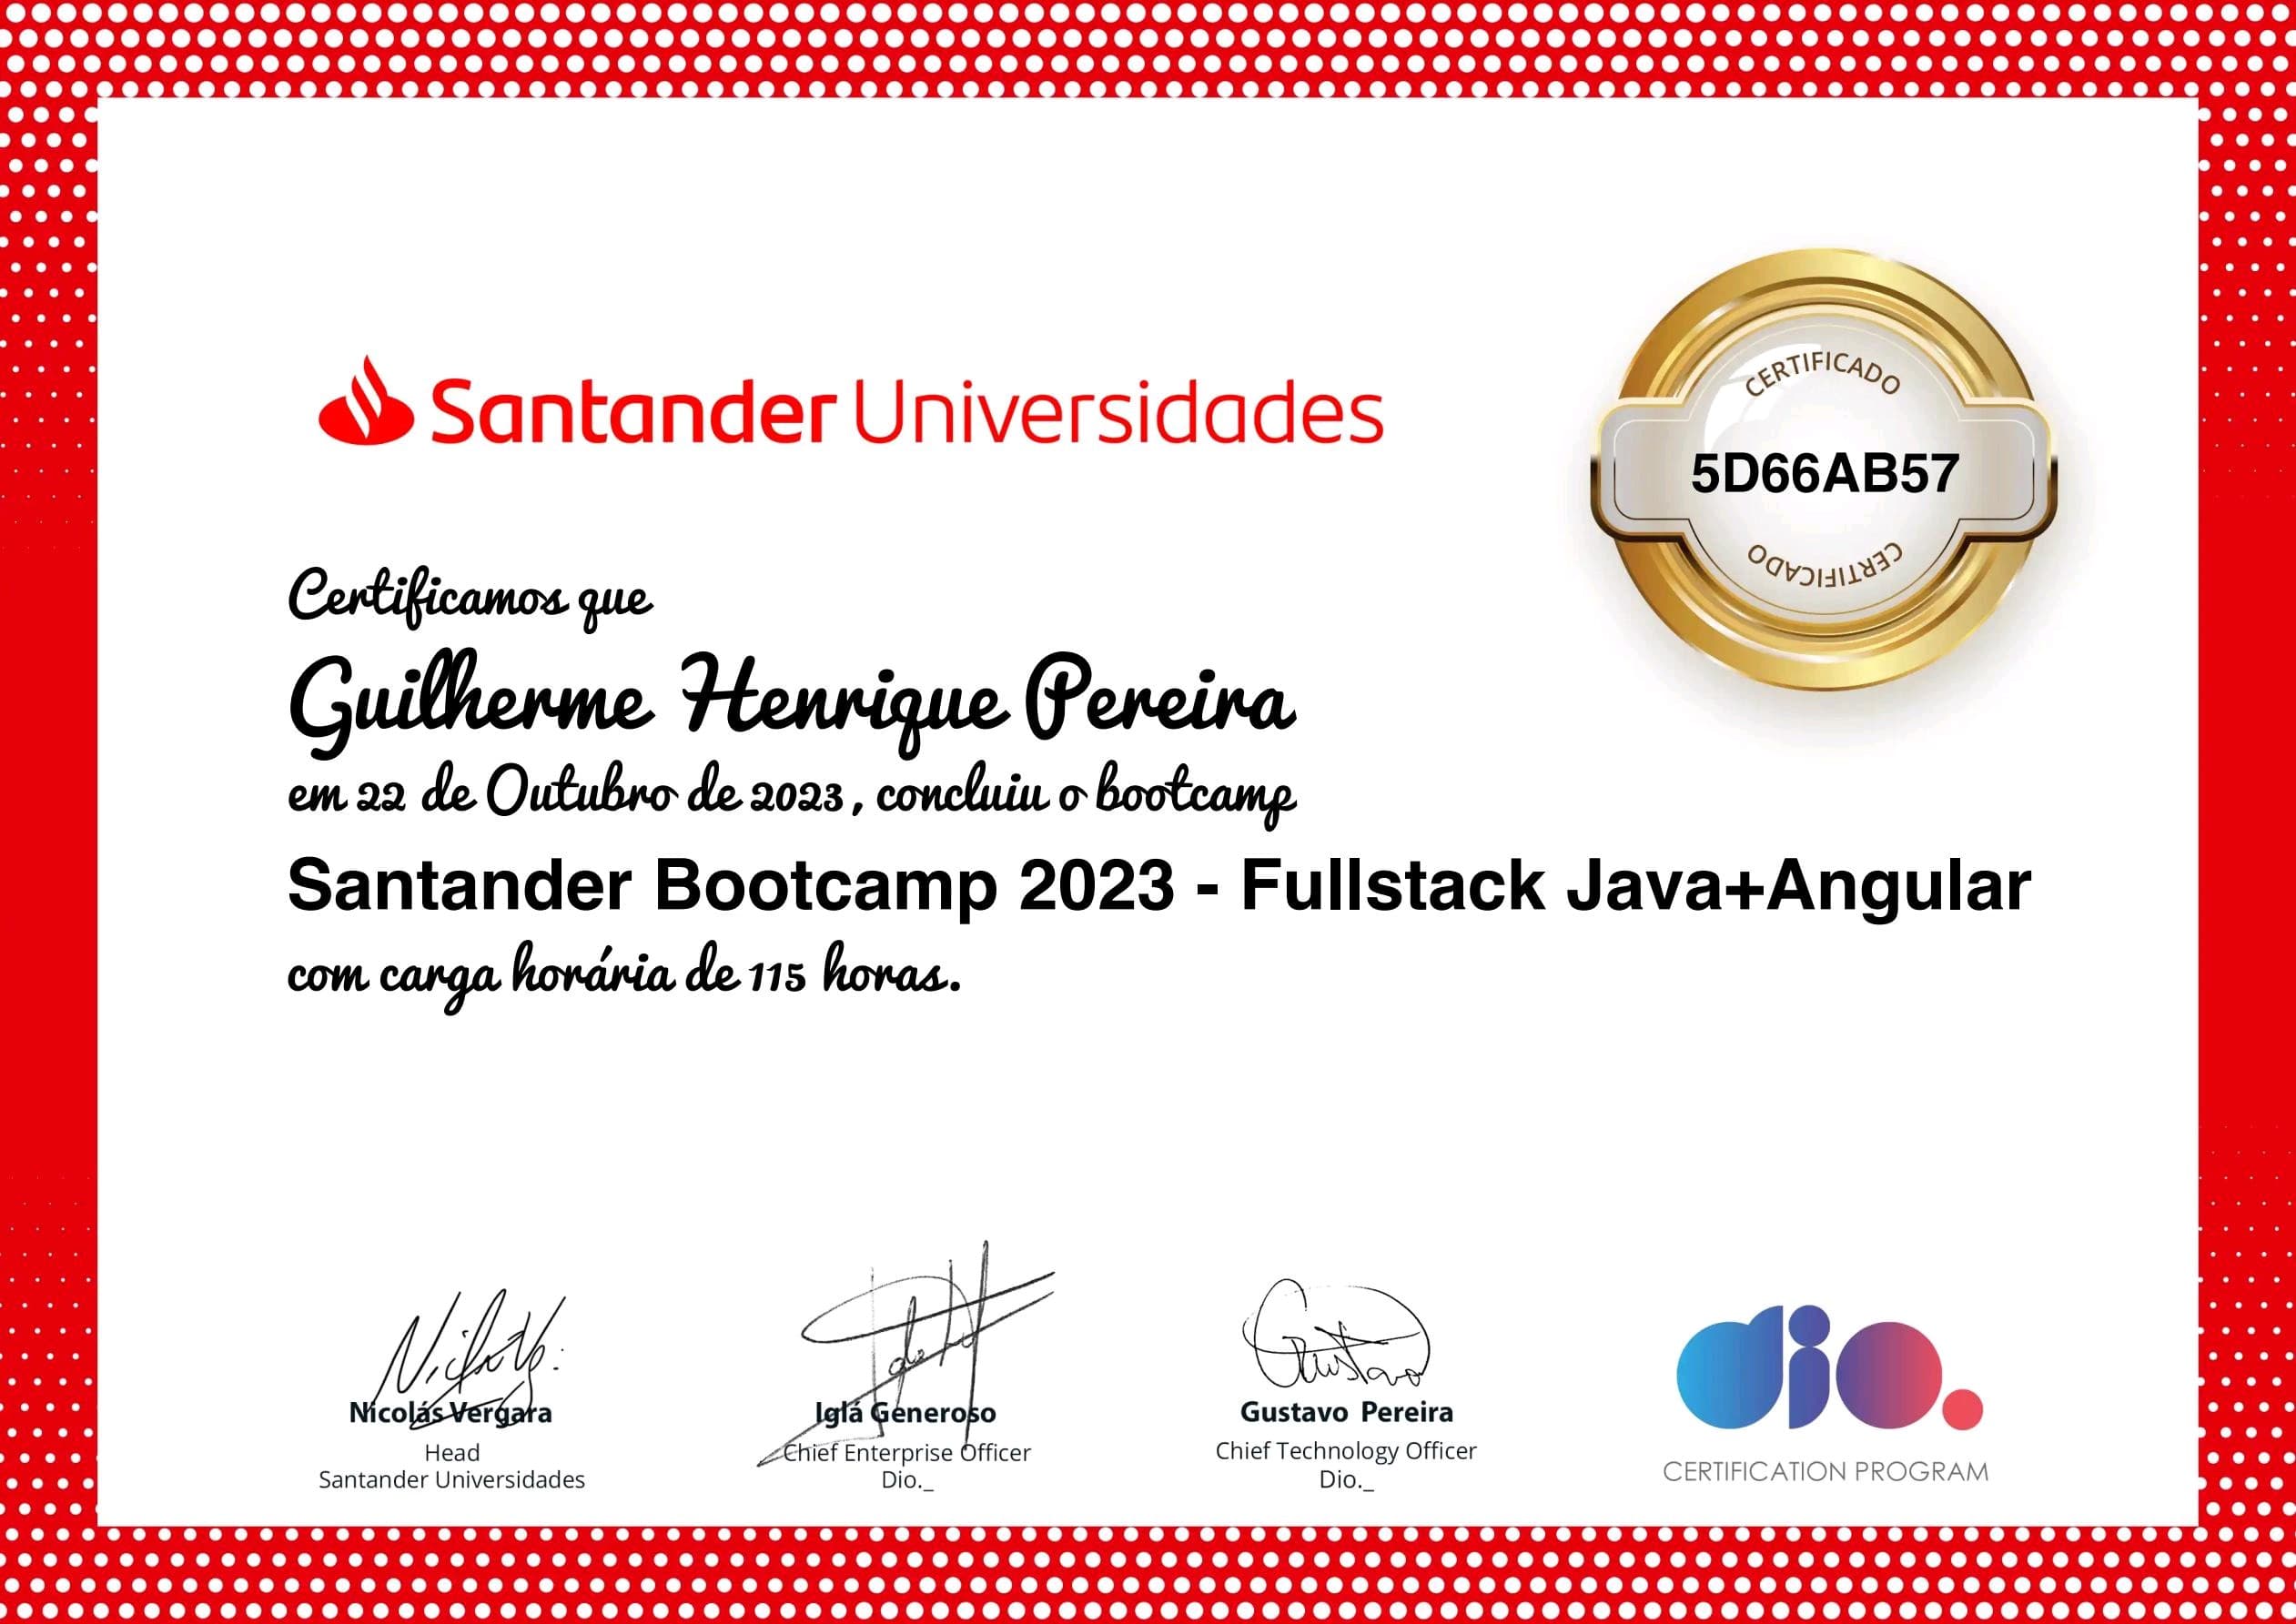 Santander Universidades
CERTIFICADO
5D66AB57
CERTIFICADO
Certificamos que
Guilherme Henrique Pereira
em 22 de Outubro de 2023, concluiu o bootcamp
Santander Bootcamp 2023 - Fullstack Java+Angular
com carga horária de 115 horas.
Nicolás Vergara
Head
Santander Universidades
Iglá Generoso
Chief Enterprise Officer
Dio._
Gustavo
Gustavo Pereira
Chief Technology Officer
Dio._
dio.
CERTIFICATION PROGRAM